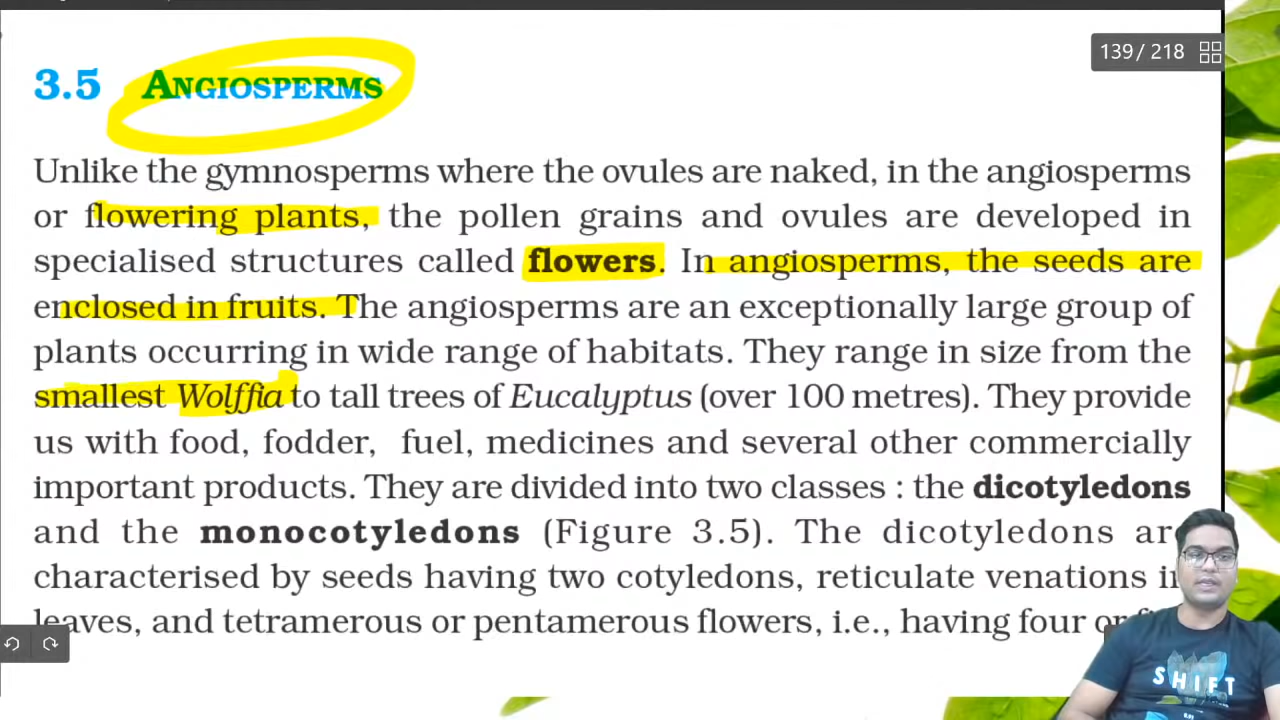 139 / 218
3.5 ANGIOSPERMS
Unlike the gymnosperms where the ovules are naked, in the angiosperms
or flowering plants, the pollen grains and ovules are developed in
specialised structures called flowers. In angiosperms, the seeds are
enclosed in fruits. The angiosperms are an exceptionally large group of
plants occurring in wide range of habitats. They range in size from the
smallest Wolffia to tall trees of Eucalyptus (over 100 metres). They provide
us with food, fodder, fuel, medicines and several other commercially
important products. They are divided into two classes : the dicotyledons
and the monocotyledons (Figure 3.5). The dicotyledons are
characterised by seeds having two cotyledons, reticulate venations in
leaves, and tetramerous or pentamerous flowers, i.e., having four or
SHIFT